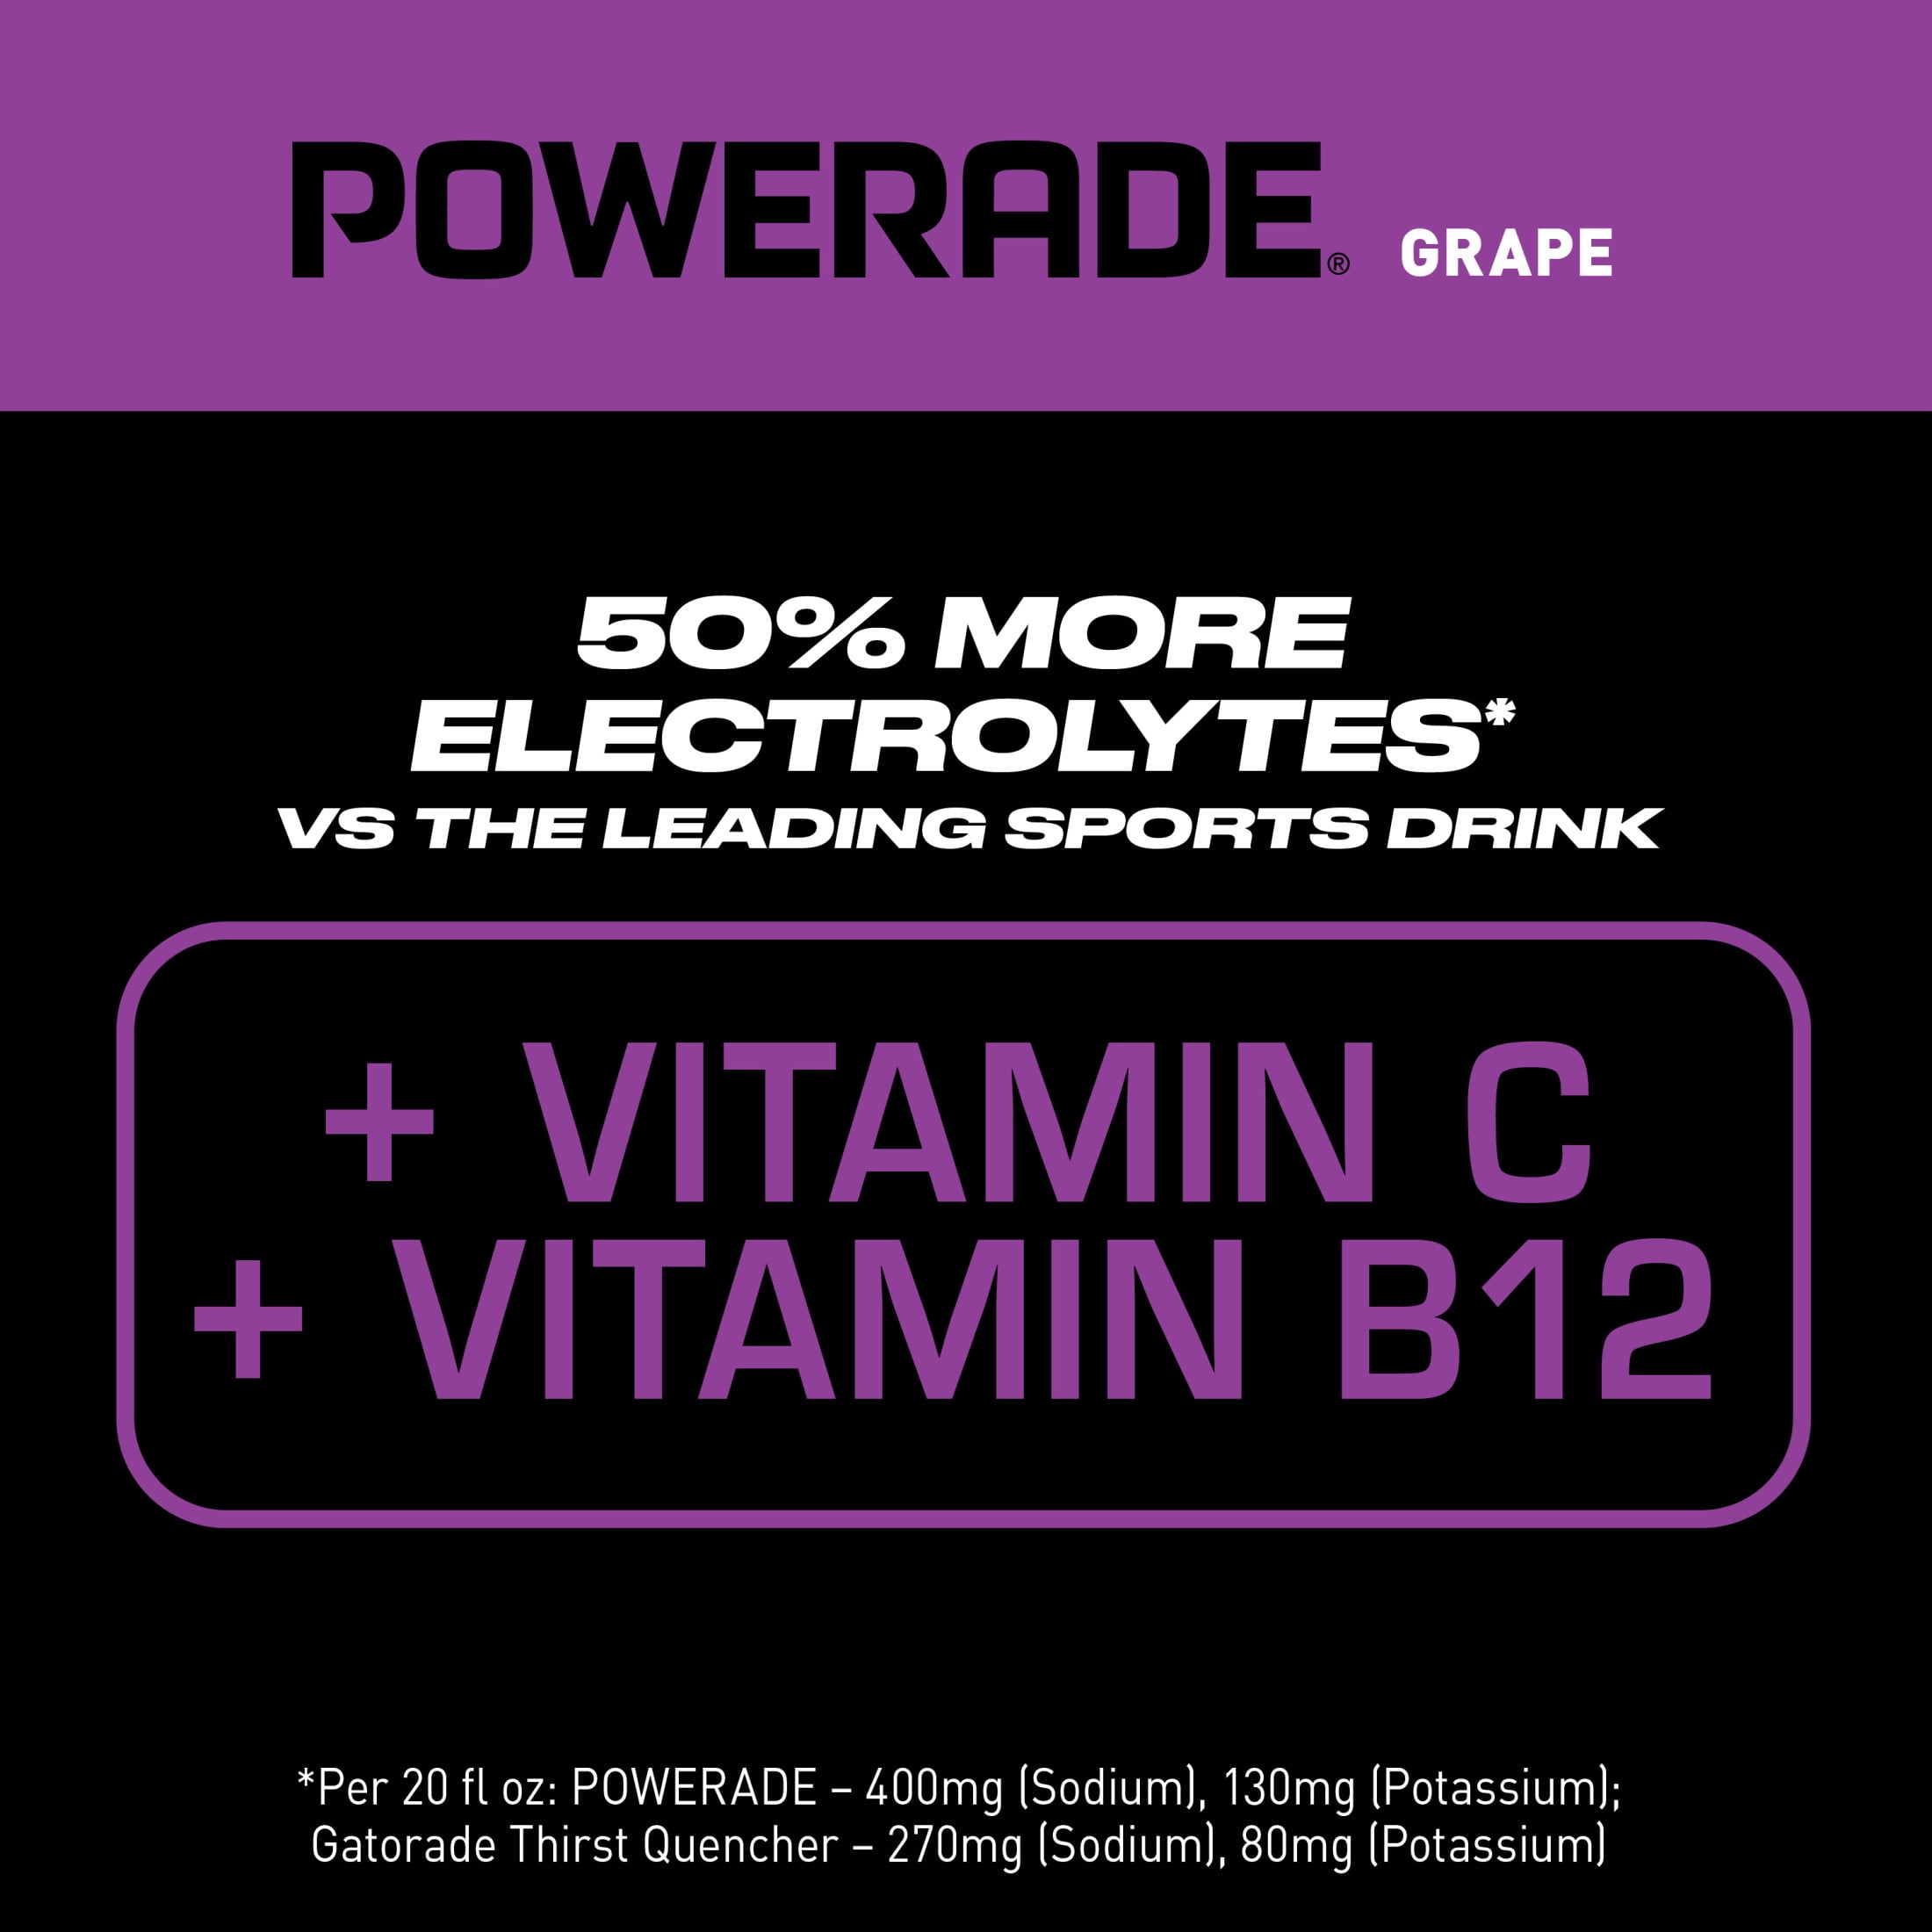 POWERADE® GRAPE
50% MORE
ELECTROLYTES*
VS THE LEADING SPORTS DRINK
+ VITAMIN C
+ VITAMIN B12
*Per 20 fl oz: POWERADE – 400mg (Sodium), 130mg (Potassium);
Gatorade Thirst Quencher – 270mg (Sodium), 80mg (Potassium)